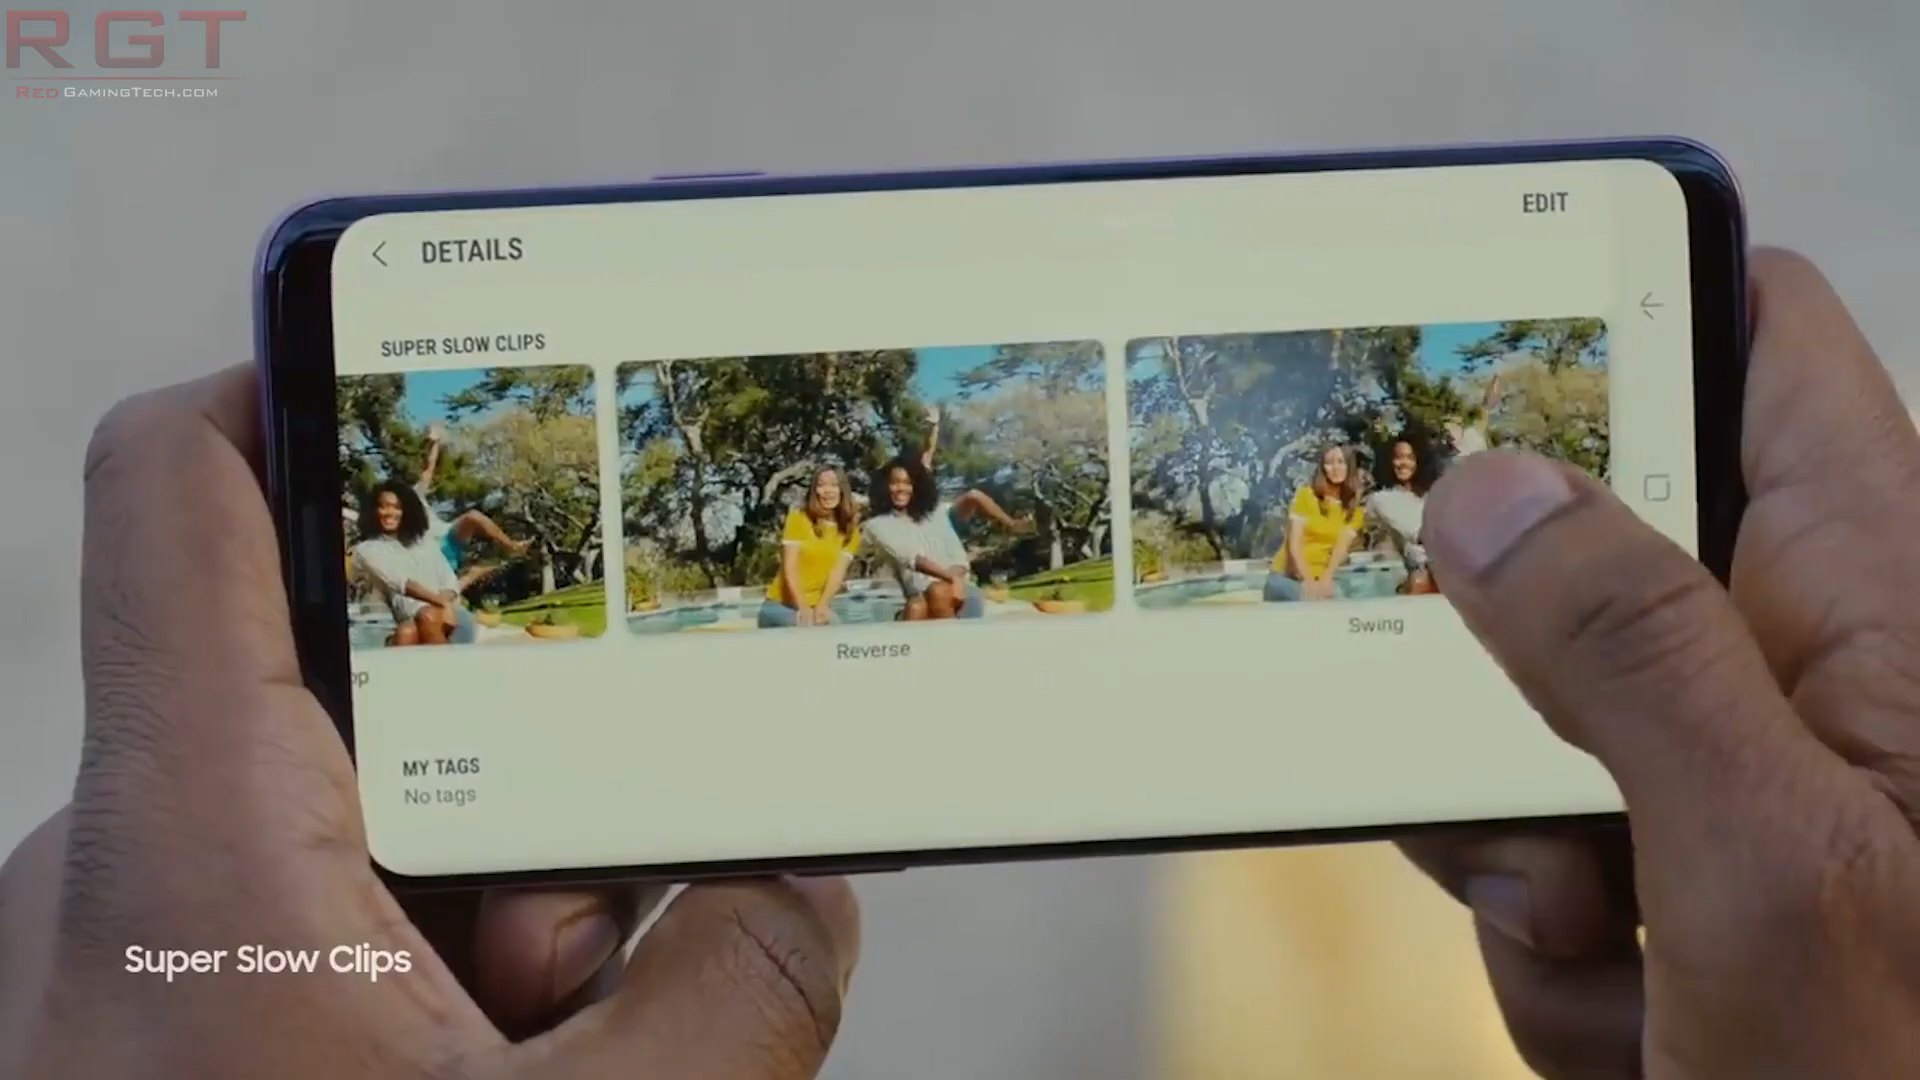 RGT
RedGamingTech.com
EDIT
DETAILS
SUPER SLOW CLIPS
Reverse
Swing
MY TAGS
No tags
Super Slow Clips